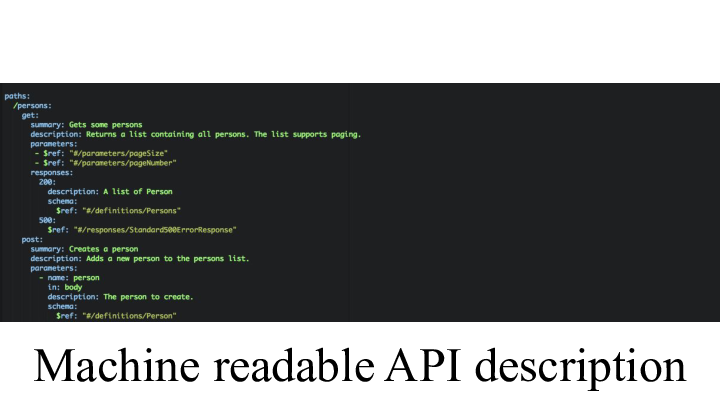 paths:
  /persons:
    get:
      summary: Gets some persons
      description: Returns a list containing all persons. The list supports paging.
      parameters:
       - $ref: "#/parameters/pageSize"
       - $ref: "#/parameters/pageNumber"
      responses:
        200:
          description: A list of Person
          schema:
            $ref: "#/definitions/Persons"
        500:
          $ref: "#/responses/Standard500ErrorResponse"
    post:
      summary: Creates a person
      description: Adds a new person to the persons list.
      parameters:
        - name: person
          in: body
          description: The person to create.
          schema:
            $ref: "#/definitions/Person"
Machine readable API description